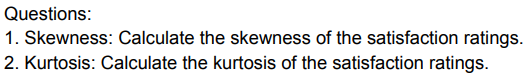 Questions:
1. Skewness: Calculate the skewness of the satisfaction ratings.
2. Kurtosis: Calculate the kurtosis of the satisfaction ratings.